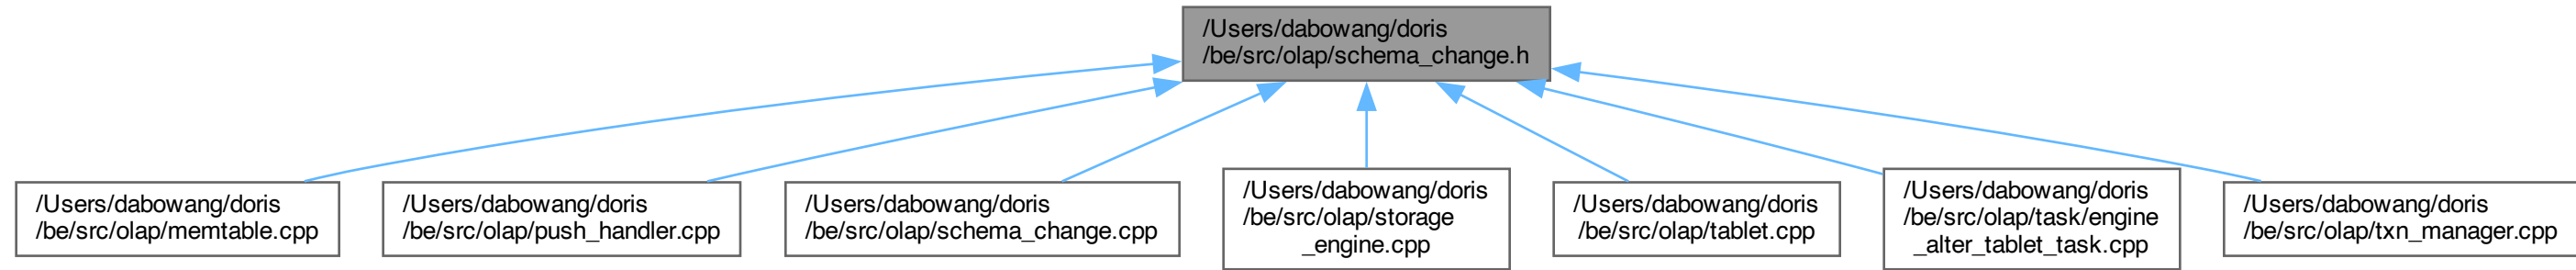 /Users/dabowang/doris
/be/src/olap/schema_change.h
/Users/dabowang/doris
/be/src/olap/memtable.cpp
/Users/dabowang/doris
/be/src/olap/push_handler.cpp
/Users/dabowang/doris
/be/src/olap/schema_change.cpp
/Users/dabowang/doris
/be/src/olap/storage
_engine.cpp
/Users/dabowang/doris
/be/src/olap/tablet.cpp
/Users/dabowang/doris
/be/src/olap/task/engine
_alter_tablet_task.cpp
/Users/dabowang/doris
/be/src/olap/txn_manager.cpp